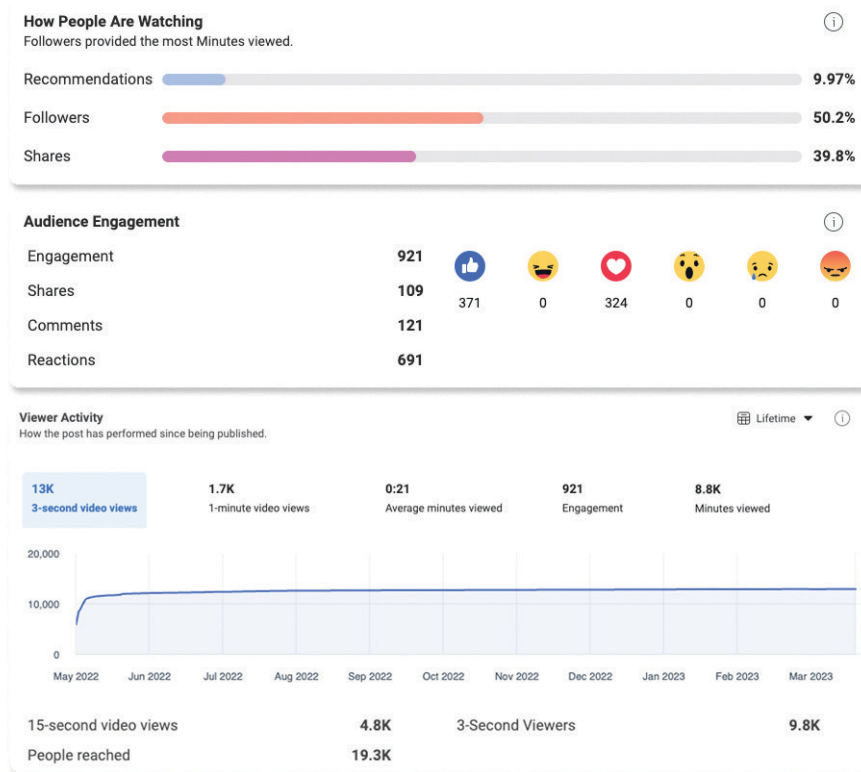 How People Are Watching
Followers provided the most Minutes viewed.
Recommendations 9.97%
Followers 50.2%
Shares 39.8%
Audience Engagement
Engagement 921
Shares 109
Comments 121
Reactions 691
371 0 324 0 0 0
Viewer Activity
How the post has performed since being published.
Lifetime
13K 1.7K 0:21 921 8.8K
3-second video views 1-minute video views Average minutes viewed Engagement Minutes viewed
20,000
10,000
0
May 2022 Jun 2022 Jul 2022 Aug 2022 Sep 2022 Oct 2022 Nov 2022 Dec 2022 Jan 2023 Feb 2023 Mar 2023
15-second video views 4.8K 3-Second Viewers 9.8K
People reached 19.3K